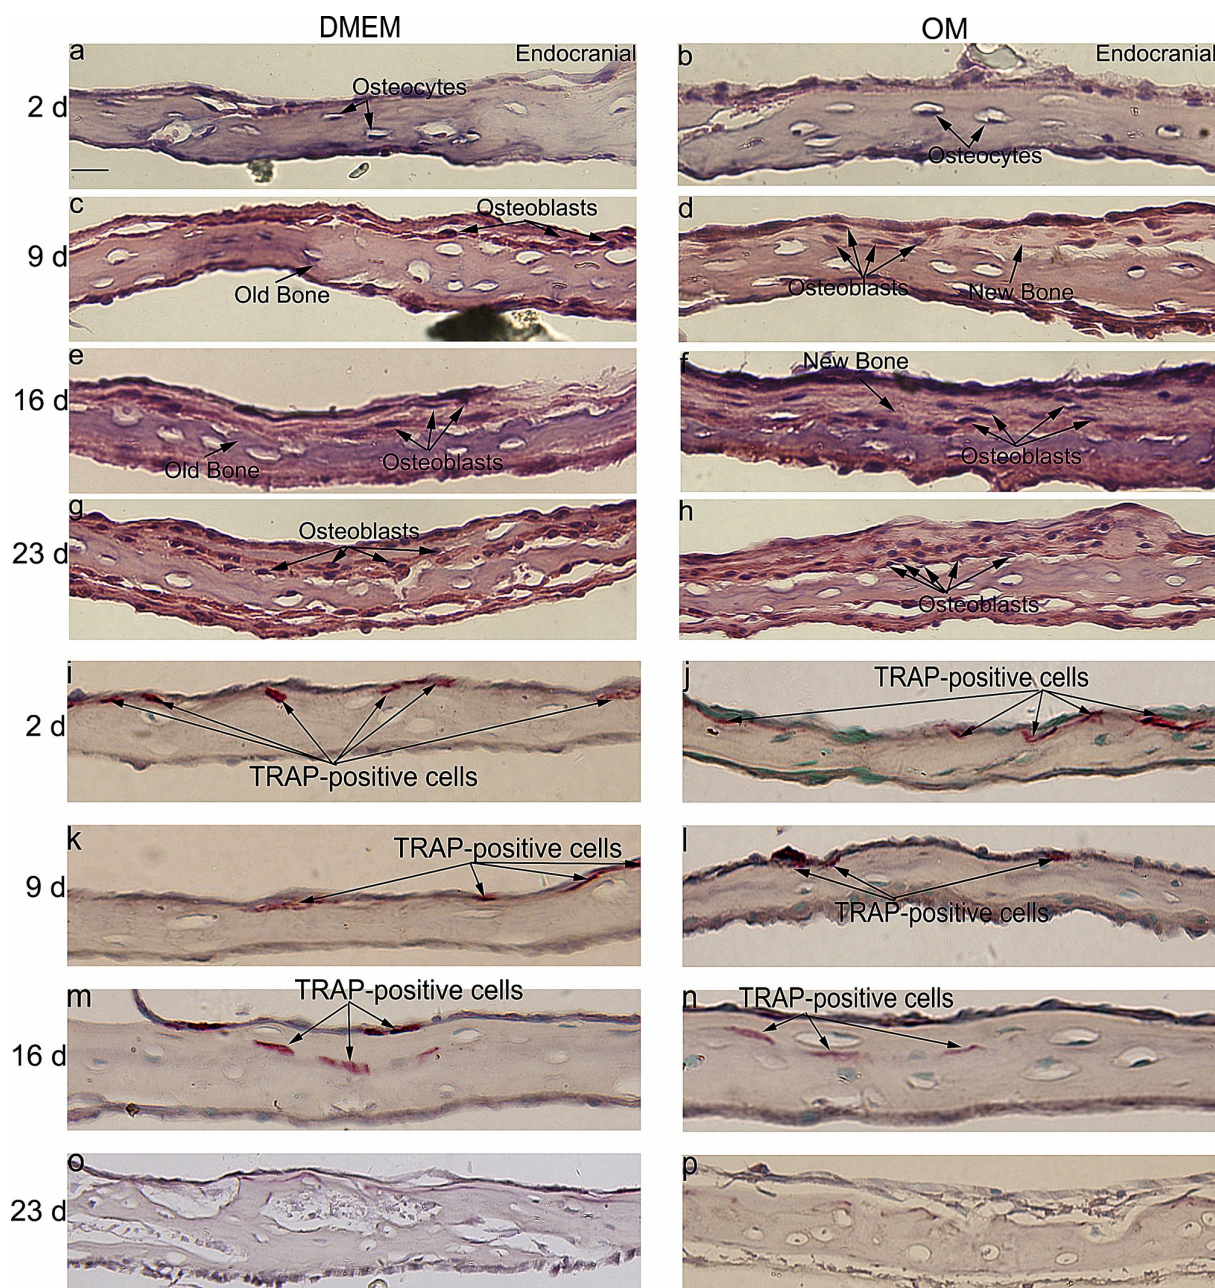 DMEM
OM
a
Endocranial
b
Endocranial
2 d
Osteocytes
Osteocytes
c
Osteoblasts
d
9 d
Old Bone
Osteoblasts
New Bone
e
f
New Bone
16 d
Old Bone
Osteoblasts
Osteoblasts
g
Osteoblasts
h
23 d
Osteoblasts
i
j
TRAP-positive cells
2 d
TRAP-positive cells
k
TRAP-positive cells
l
9 d
TRAP-positive cells
m
TRAP-positive cells
n
TRAP-positive cells
16 d
o
p
23 d